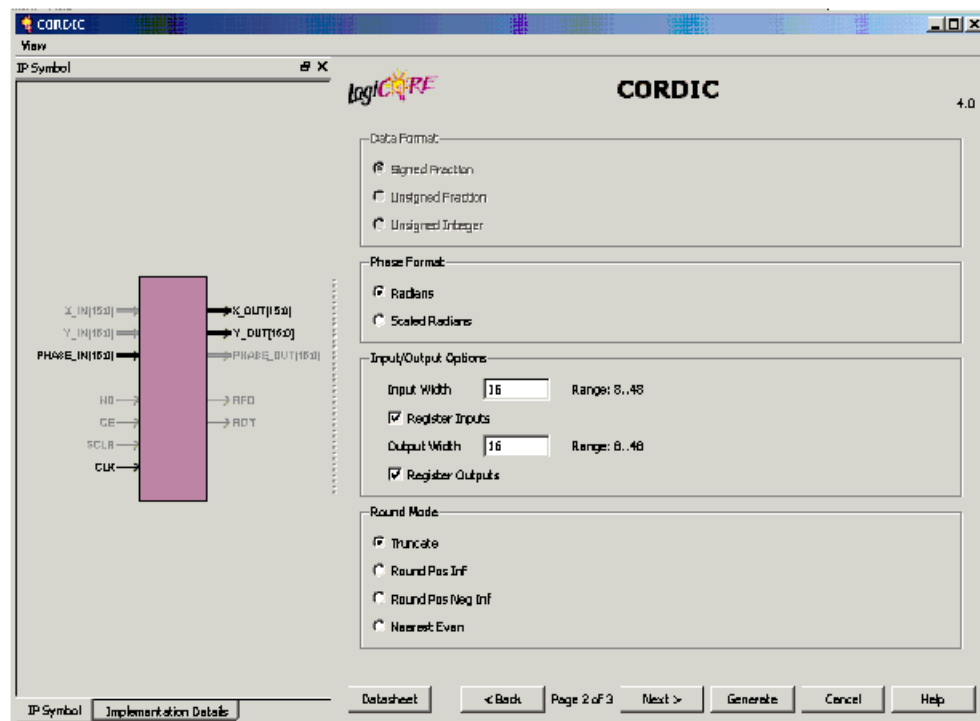 CORDIC
View
IP Symbol
LogiCORE
CORDIC
4.0
Data Format
Signed Fraction
Unsigned Fraction
Unsigned Integer
Phase Format
Radians
Scaled Radians
X_IN[15:0]
X_OUT[15:0]
Y_IN[15:0]
Y_OUT[15:0]
PHASE_IN[15:0]
PHASE_OUT[15:0]
ND
RFD
CE
RDY
SCLR
CLK
Input/Output Options
Input Width 16 Range: 8..48
Register Inputs
Output Width 16 Range: 8..48
Register Outputs
Round Mode
Truncate
Round Pos Inf
Round Pos Neg Inf
Nearest Even
Datasheet < Back Page 2 of 3 Next > Generate Cancel Help
IP Symbol Implementation Details